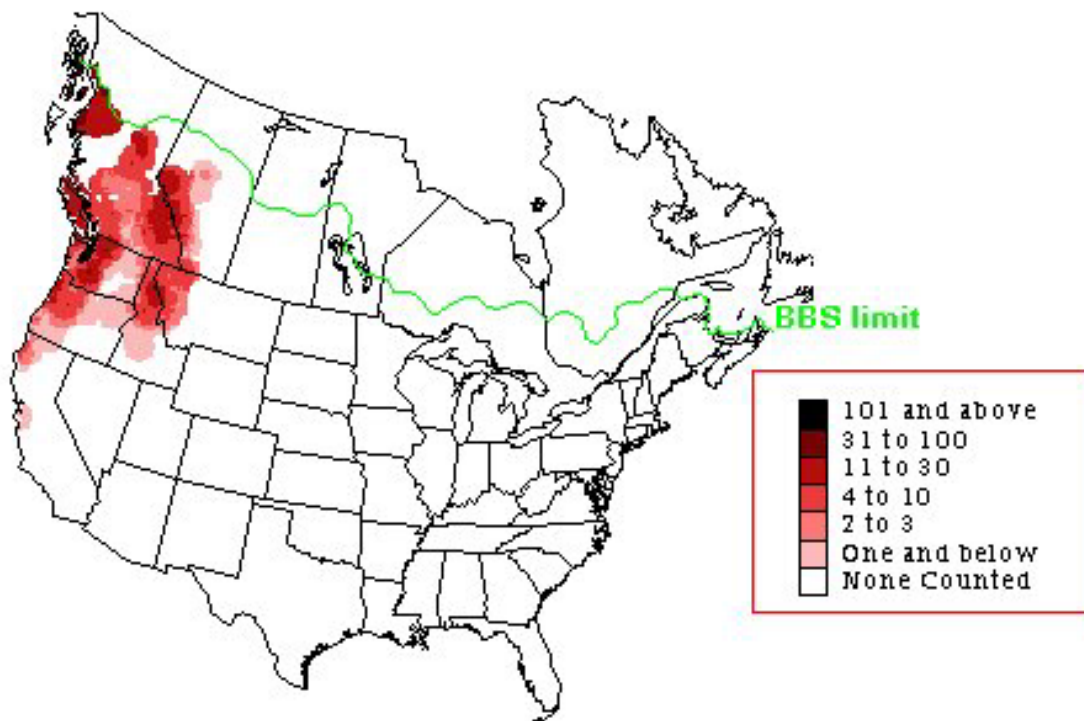 BBS limit
101 and above
31 to 100
11 to 30
4 to 10
2 to 3
One and below
None Counted